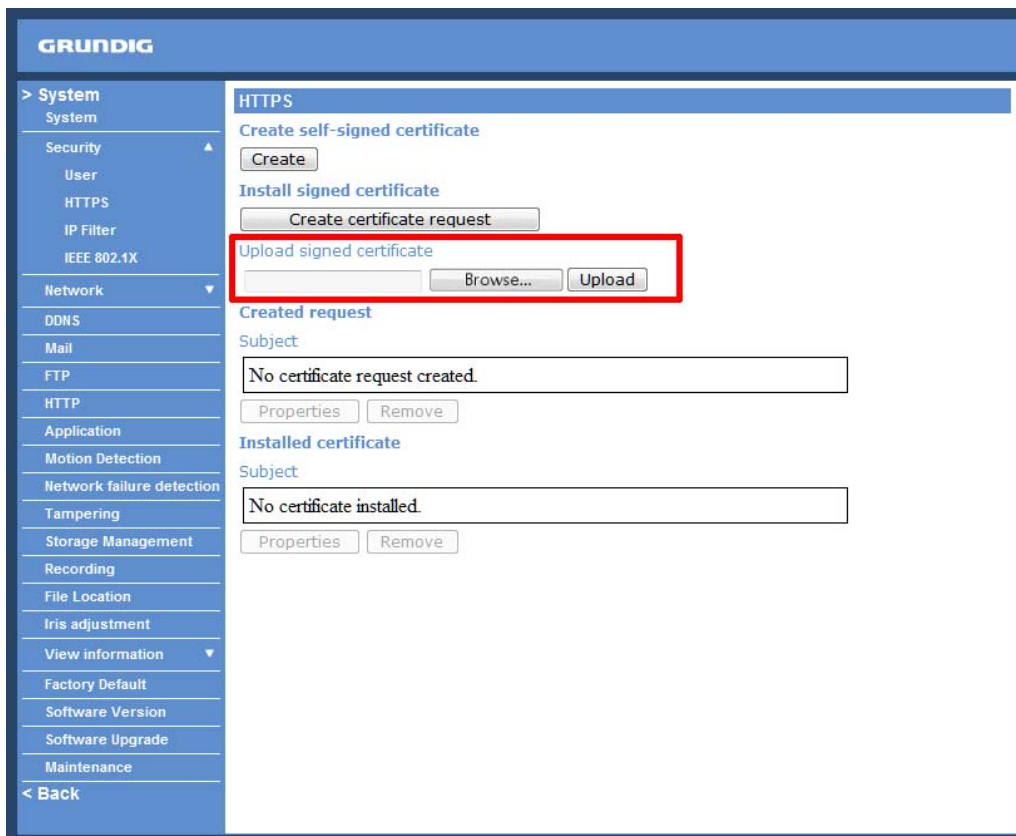 GRUNDIG
> System
System
Security
User
HTTPS
IP Filter
IEEE 802.1X
Network
DDNS
Mail
FTP
HTTP
Application
Motion Detection
Network failure detection
Tampering
Storage Management
Recording
File Location
Iris adjustment
View information
Factory Default
Software Version
Software Upgrade
Maintenance
< Back
HTTPS
Create self-signed certificate
Create
Install signed certificate
Create certificate request
Upload signed certificate
Browse... Upload
Created request
Subject
No certificate request created.
Properties Remove
Installed certificate
Subject
No certificate installed.
Properties Remove